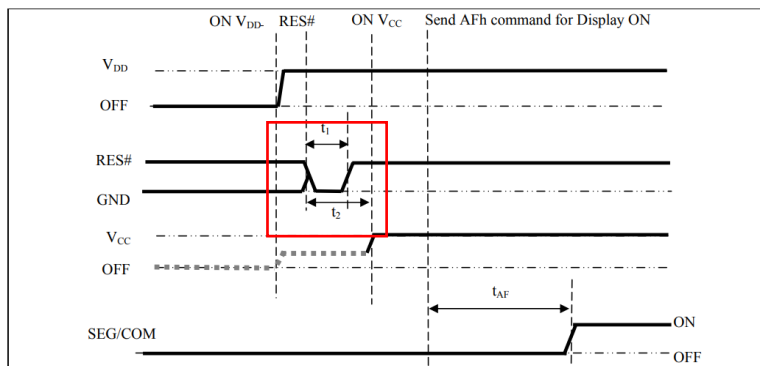 ON VDD- RES# ON VCC Send AFh command for Display ON
VDD
OFF
t1
RES#
GND
t2
VCC
OFF
tAF
SEG/COM
ON
OFF